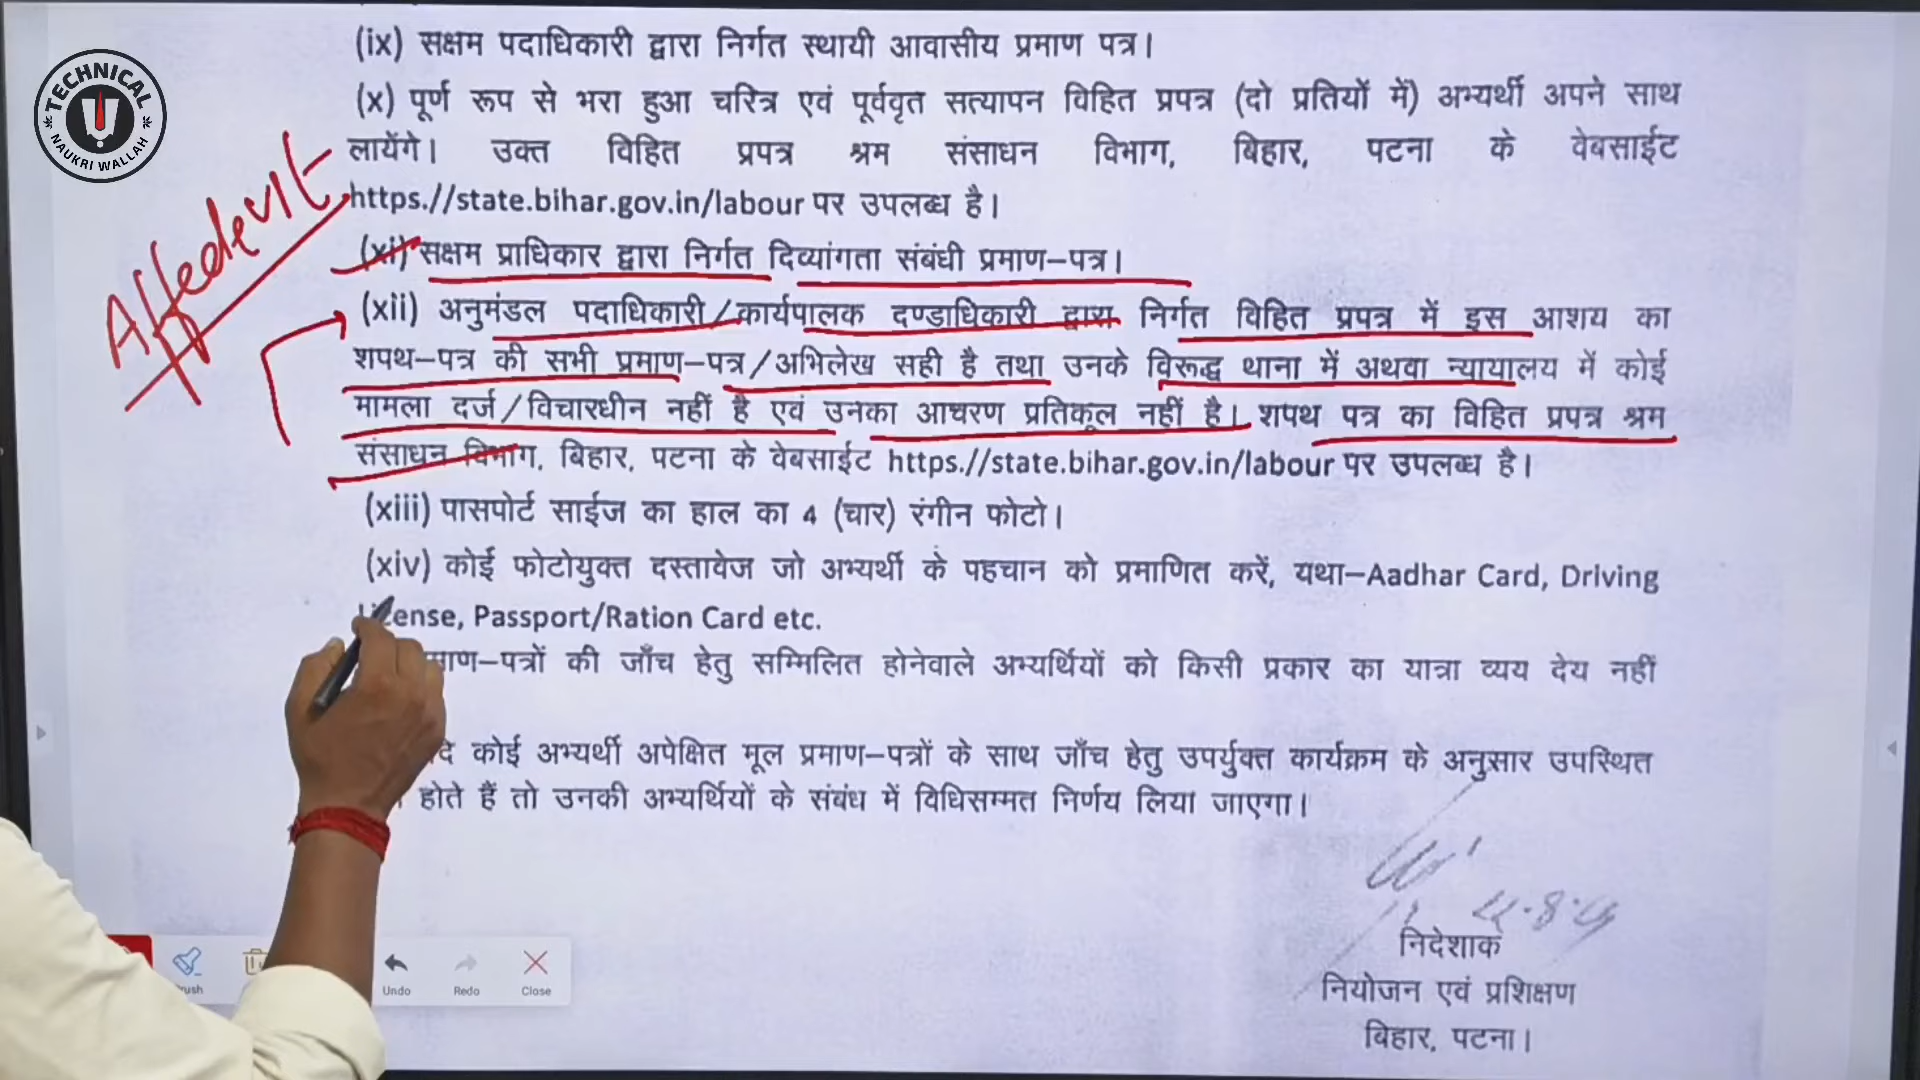 TECHNICAL
NAUKRI WALLAH
(ix) सक्षम पदाधिकारी द्वारा निर्गत स्थायी आवासीय प्रमाण पत्र।
(x) पूर्ण रूप से भरा हुआ चरित्र एवं पूर्ववृत सत्यापन विहित प्रपत्र (दो प्रतियों में) अभ्यर्थी अपने साथ
लायेंगे। उक्त विहित प्रपत्र श्रम संसाधन विभाग, बिहार, पटना के वेबसाईट
https.//state.bihar.gov.in/labour पर उपलब्ध है।
Affedevit
(xi) सक्षम प्राधिकार द्वारा निर्गत दिव्यांगता संबंधी प्रमाण-पत्र।
(xii) अनुमंडल पदाधिकारी/कार्यपालक दण्डाधिकारी द्वारा निर्गत विहित प्रपत्र में इस आशय का
शपथ-पत्र की सभी प्रमाण-पत्र/अभिलेख सही है तथा उनके विरूद्ध थाना में अथवा न्यायालय में कोई
मामला दर्ज/विचारधीन नहीं है एवं उनका आचरण प्रतिकूल नहीं है। शपथ पत्र का विहित प्रपत्र श्रम
संसाधन विभाग, बिहार, पटना के वेबसाईट https.//state.bihar.gov.in/labour पर उपलब्ध है।
(xiii) पासपोर्ट साईज का हाल का 4 (चार) रंगीन फोटो।
(xiv) कोई फोटोयुक्त दस्तावेज जो अभ्यर्थी के पहचान को प्रमाणित करें, यथा-Aadhar Card, Driving
License, Passport/Ration Card etc.
माण-पत्रों की जाँच हेतु सम्मिलित होनेवाले अभ्यर्थियों को किसी प्रकार का यात्रा व्यय देय नहीं
कोई अभ्यर्थी अपेक्षित मूल प्रमाण-पत्रों के साथ जाँच हेतु उपर्युक्त कार्यक्रम के अनुसार उपस्थित
होते हैं तो उनकी अभ्यर्थियों के संबंध में विधिसम्मत निर्णय लिया जाएगा।
निदेशक
नियोजन एवं प्रशिक्षण
बिहार, पटना।
Undo Redo Close